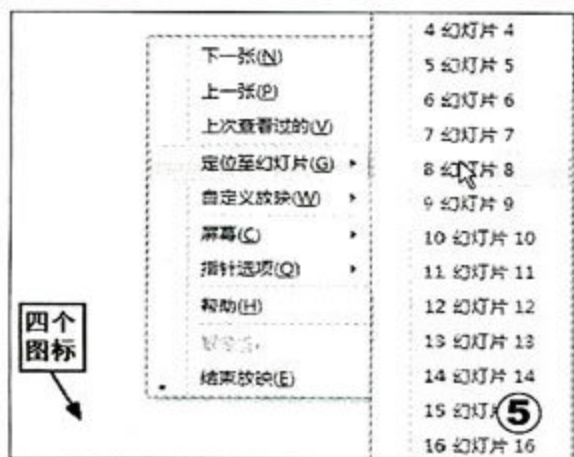 下一张(N)
上一张(P)
上次查看过的(V)
定位至幻灯片(G)
自定义放映(W)
屏幕(C)
指针选项(O)
帮助(H)
结束放映(E)
四个
图标
4 幻灯片 4
5 幻灯片 5
6 幻灯片 6
7 幻灯片 7
8 幻灯片 8
9 幻灯片 9
10 幻灯片 10
11 幻灯片 11
12 幻灯片 12
13 幻灯片 13
14 幻灯片 14
15 幻灯
⑤
16 幻灯片 16